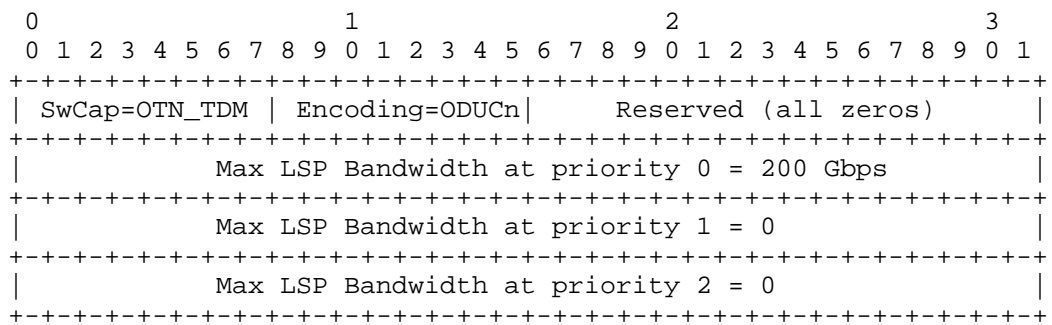 0                   1                   2                   3
 0 1 2 3 4 5 6 7 8 9 0 1 2 3 4 5 6 7 8 9 0 1 2 3 4 5 6 7 8 9 0 1
+-+-+-+-+-+-+-+-+-+-+-+-+-+-+-+-+-+-+-+-+-+-+-+-+-+-+-+-+-+-+-+-+
| SwCap=OTN_TDM | Encoding=ODUCn|     Reserved (all zeros)      |
+-+-+-+-+-+-+-+-+-+-+-+-+-+-+-+-+-+-+-+-+-+-+-+-+-+-+-+-+-+-+-+-+
|            Max LSP Bandwidth at priority 0 = 200 Gbps         |
+-+-+-+-+-+-+-+-+-+-+-+-+-+-+-+-+-+-+-+-+-+-+-+-+-+-+-+-+-+-+-+-+
|            Max LSP Bandwidth at priority 1 = 0                |
+-+-+-+-+-+-+-+-+-+-+-+-+-+-+-+-+-+-+-+-+-+-+-+-+-+-+-+-+-+-+-+-+
|            Max LSP Bandwidth at priority 2 = 0                |
+-+-+-+-+-+-+-+-+-+-+-+-+-+-+-+-+-+-+-+-+-+-+-+-+-+-+-+-+-+-+-+-+